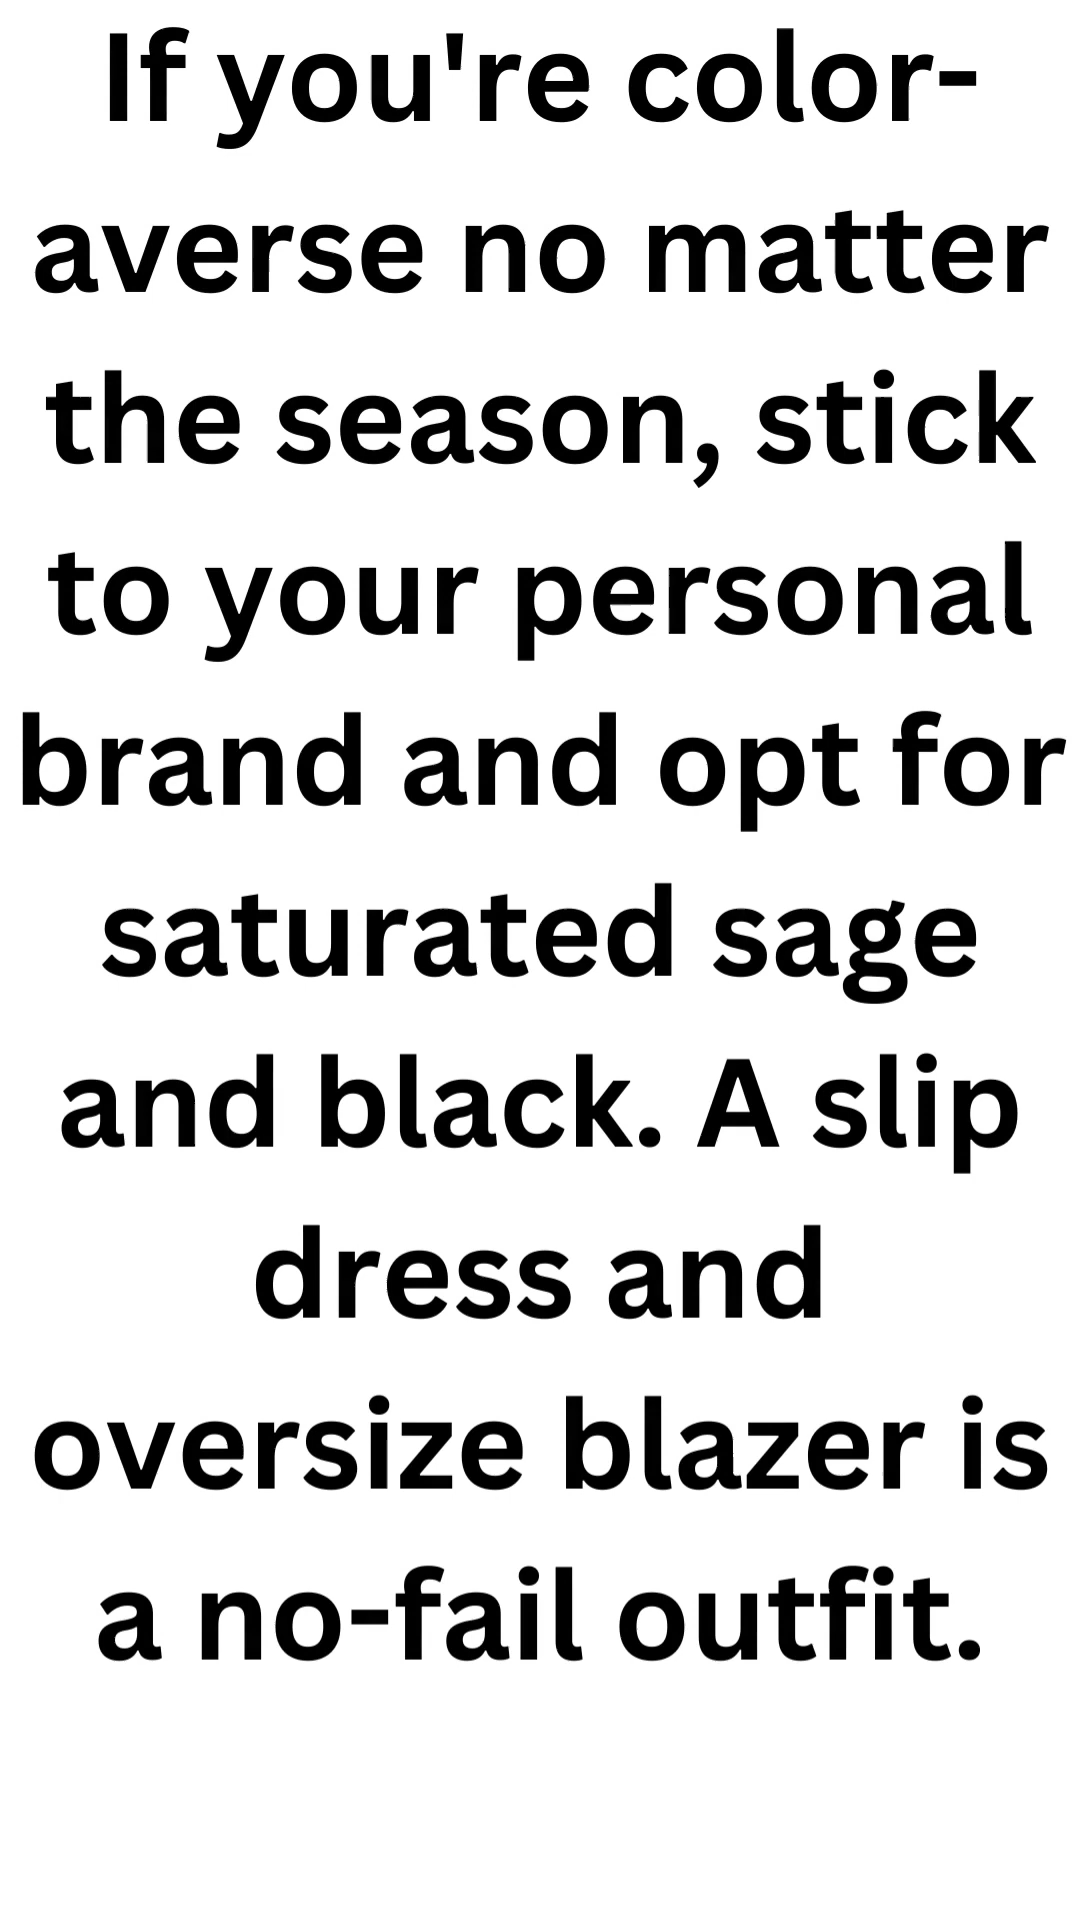 If you're color-
averse no matter
the season, stick
to your personal
brand and opt for
saturated sage
and black. A slip
dress and
oversize blazer is
a no-fail outfit.